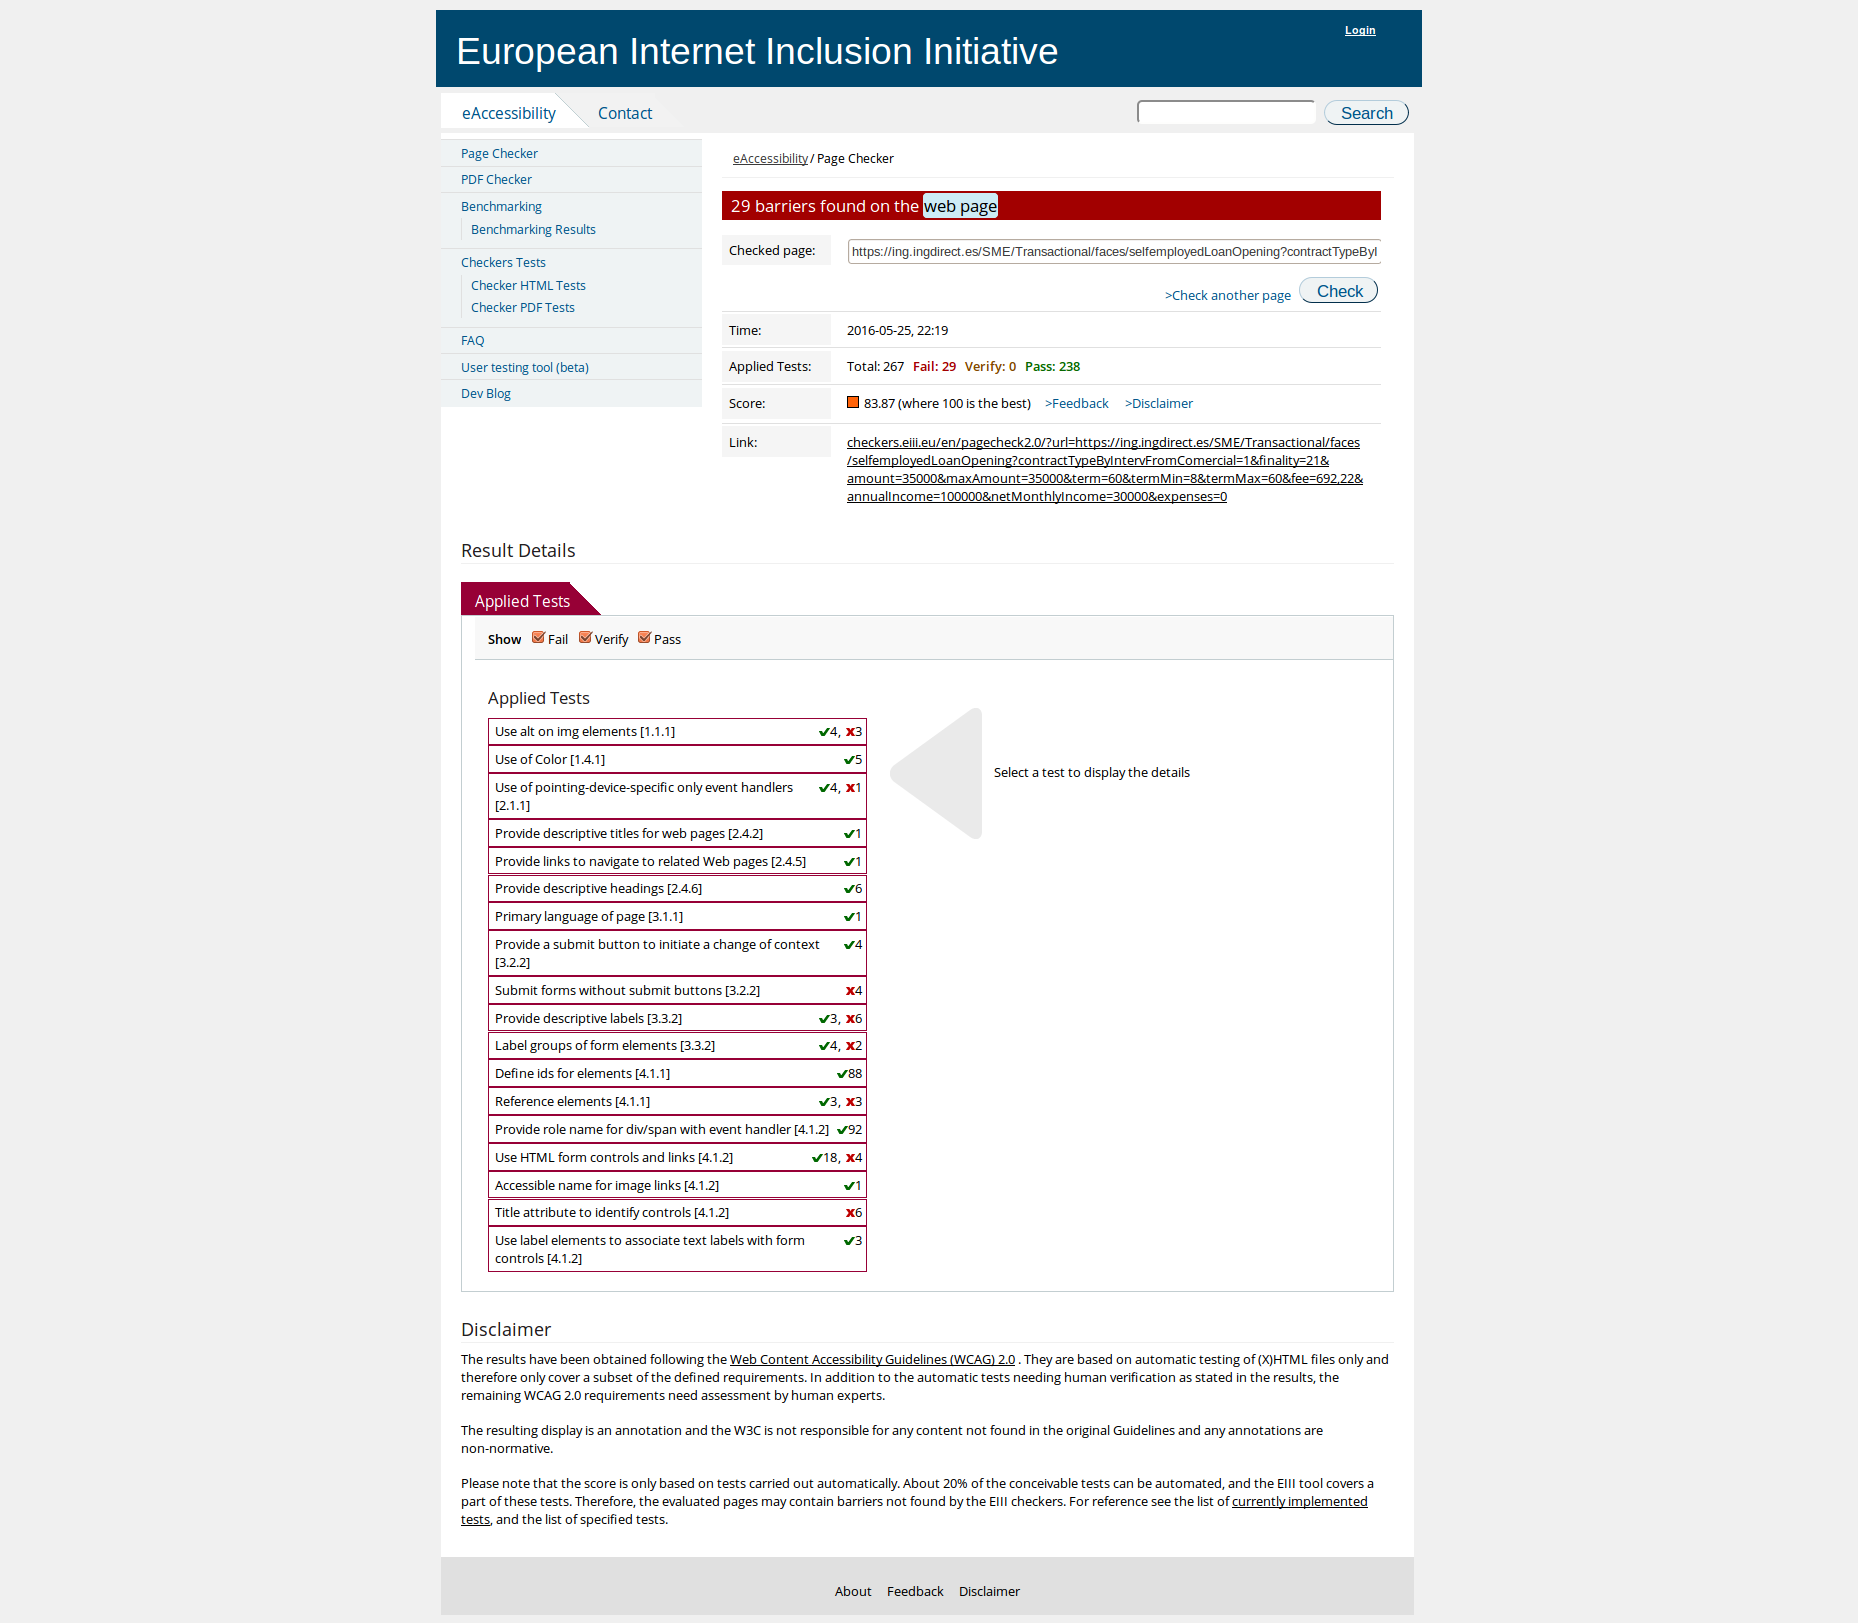 Login
European Internet Inclusion Initiative
eAccessibility
Contact
Search
Page Checker
PDF Checker
Benchmarking
Benchmarking Results
Checkers Tests
Checker HTML Tests
Checker PDF Tests
FAQ
User testing tool (beta)
Dev Blog
eAccessibility / Page Checker
29 barriers found on the web page
Checked page: https://ing.ingdirect.es/SME/Transactional/faces/selfemployedLoanOpening?contractTypeByI
>Check another page Check
Time: 2016-05-25, 22:19
Applied Tests: Total: 267 Fail: 29 Verify: 0 Pass: 238
Score: 83.87 (where 100 is the best) >Feedback >Disclaimer
Link: checkers.eiii.eu/en/pagecheck2.0/?url=https://ing.ingdirect.es/SME/Transactional/faces
/selfemployedLoanOpening?contractTypeByIntervFromComercial=1&finality=21&
amount=35000&maxAmount=35000&term=60&termMin=8&termMax=60&fee=692,22&
annualIncome=100000&netMonthlyIncome=30000&expenses=0
Result Details
Applied Tests
Show Fail Verify Pass
Applied Tests
Use alt on img elements [1.1.1] ✔4, ✖3
Use of Color [1.4.1] ✔5
Select a test to display the details
Use of pointing-device-specific only event handlers ✔4, ✖1
[2.1.1]
Provide descriptive titles for web pages [2.4.2] ✔1
Provide links to navigate to related Web pages [2.4.5] ✔1
Provide descriptive headings [2.4.6] ✔6
Primary language of page [3.1.1] ✔1
Provide a submit button to initiate a change of context ✔4
[3.2.2]
Submit forms without submit buttons [3.2.2] ✖4
Provide descriptive labels [3.3.2] ✔3, ✖6
Label groups of form elements [3.3.2] ✔4, ✖2
Define ids for elements [4.1.1] ✔88
Reference elements [4.1.1] ✔3, ✖3
Provide role name for div/span with event handler [4.1.2] ✔92
Use HTML form controls and links [4.1.2] ✔18, ✖4
Accessible name for image links [4.1.2] ✔1
Title attribute to identify controls [4.1.2] ✖6
Use label elements to associate text labels with form ✔3
controls [4.1.2]
Disclaimer
The results have been obtained following the Web Content Accessibility Guidelines (WCAG) 2.0 . They are based on automatic testing of (X)HTML files only and
therefore only cover a subset of the defined requirements. In addition to the automatic tests needing human verification as stated in the results, the
remaining WCAG 2.0 requirements need assessment by human experts.
The resulting display is an annotation and the W3C is not responsible for any content not found in the original Guidelines and any annotations are
non-normative.
Please note that the score is only based on tests carried out automatically. About 20% of the conceivable tests can be automated, and the EIII tool covers a
part of these tests. Therefore, the evaluated pages may contain barriers not found by the EIII checkers. For reference see the list of currently implemented
tests, and the list of specified tests.
About Feedback Disclaimer